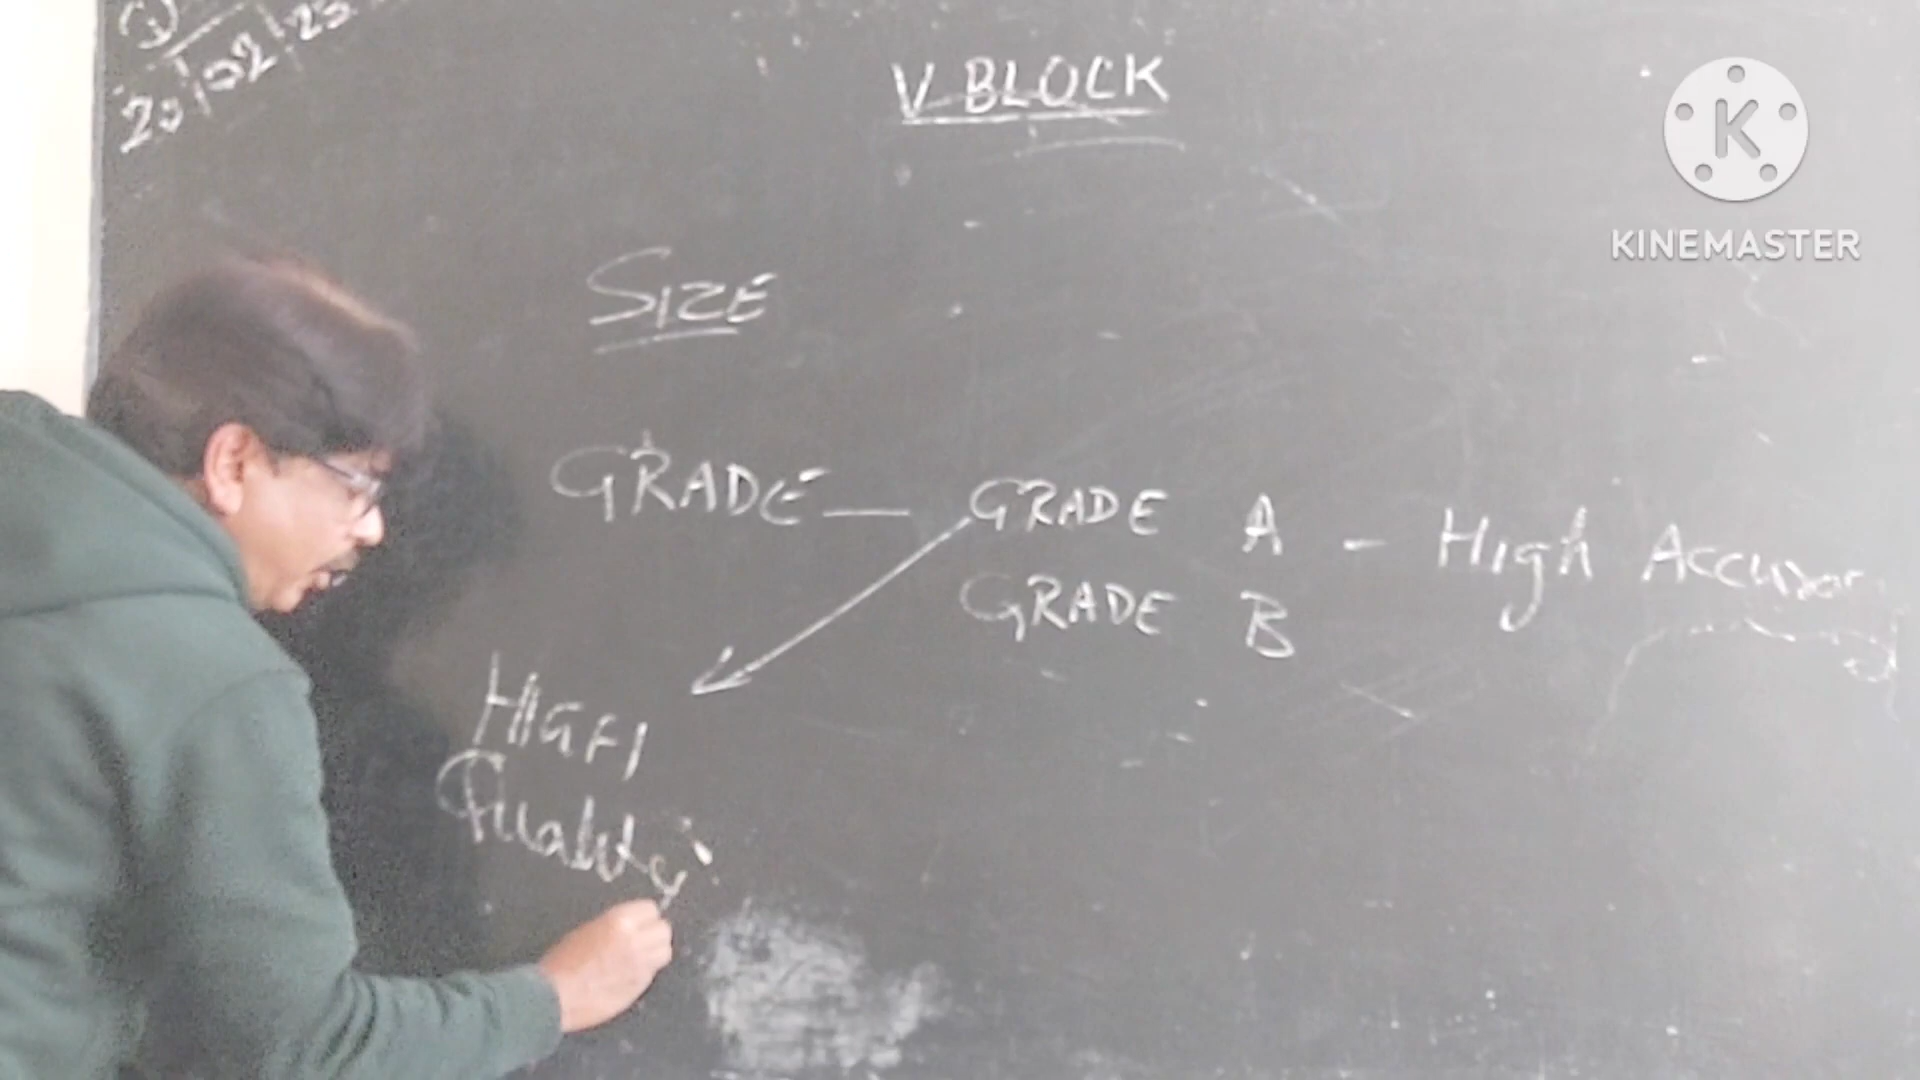 20/02/25
V BLOCK
K
KINEMASTER
SIZE
GRADE — GRADE A - High Accuracy
GRADE B
HIGH
Quality